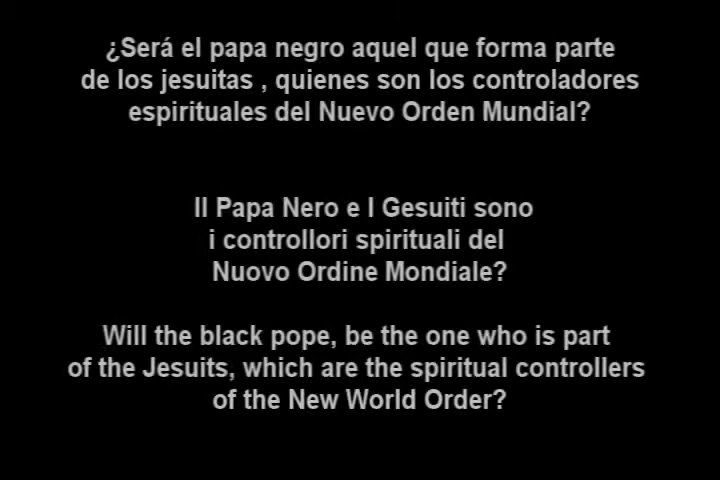 ¿Será el papa negro aquel que forma parte
de los jesuitas , quienes son los controladores
espirituales del Nuevo Orden Mundial?
Il Papa Nero e I Gesuiti sono
i controllori spirituali del
Nuovo Ordine Mondiale?
Will the black pope, be the one who is part
of the Jesuits, which are the spiritual controllers
of the New World Order?